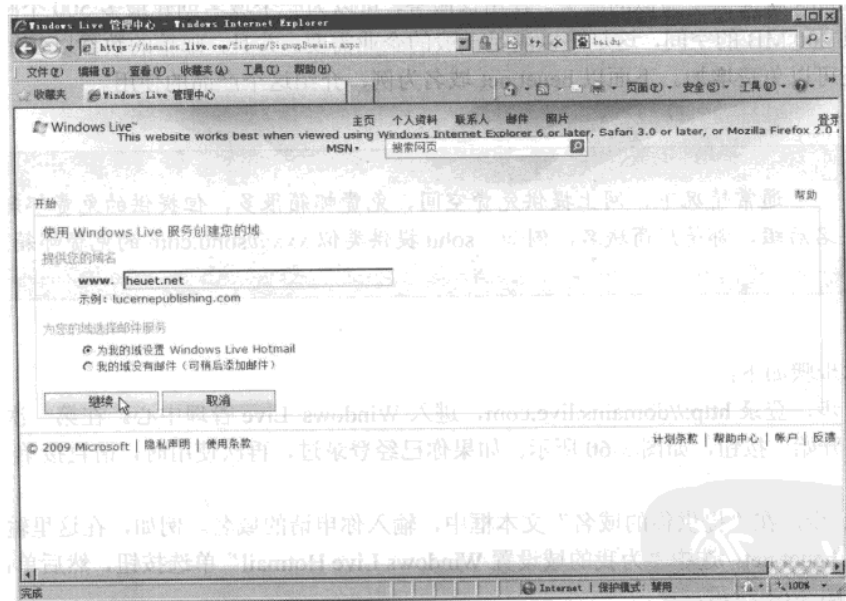 Windows Live 管理中心 - Windows Internet Explorer
https://domains.live.com/Signup/SignupDomain.aspx
baidu
文件(F) 编辑(E) 查看(V) 收藏夹(A) 工具(T) 帮助(H)
收藏夹 Windows Live 管理中心
页面(P) 安全(S) 工具(O)
Windows Live™ 主页 个人资料 联系人 邮件 照片 登录
This website works best when viewed using Windows Internet Explorer 6 or later, Safari 3.0 or later, or Mozilla Firefox 2.0
MSN 搜索网页
开始
帮助
使用 Windows Live 服务创建您的域
提供您的域名
www. heuet.net
示例: lucernepublishing.com
为您的域选择邮件服务
为我的域设置 Windows Live Hotmail
我的域没有邮件（可稍后添加邮件）
继续 取消
© 2009 Microsoft | 隐私声明 | 使用条款 计划条款 | 帮助中心 | 帐户 | 反馈
完成 Internet | 保护模式: 禁用 100%